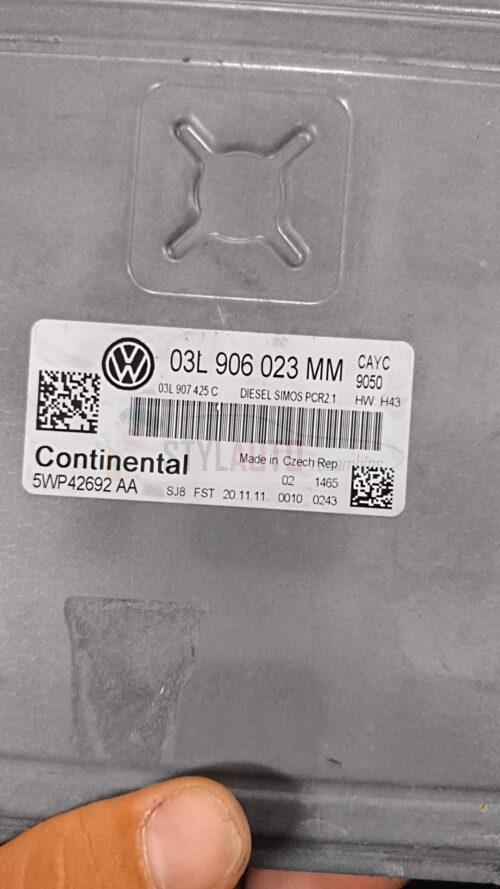 03L 906 023 MM CAYC
9050
03L 907 425 C DIESEL SIMOS PCR2.1 HW H43
STYLAUTO
Continental Made in Czech Rep
02 1465
5WP42692 AA SJ8 FST 20.11.11 0010 0243